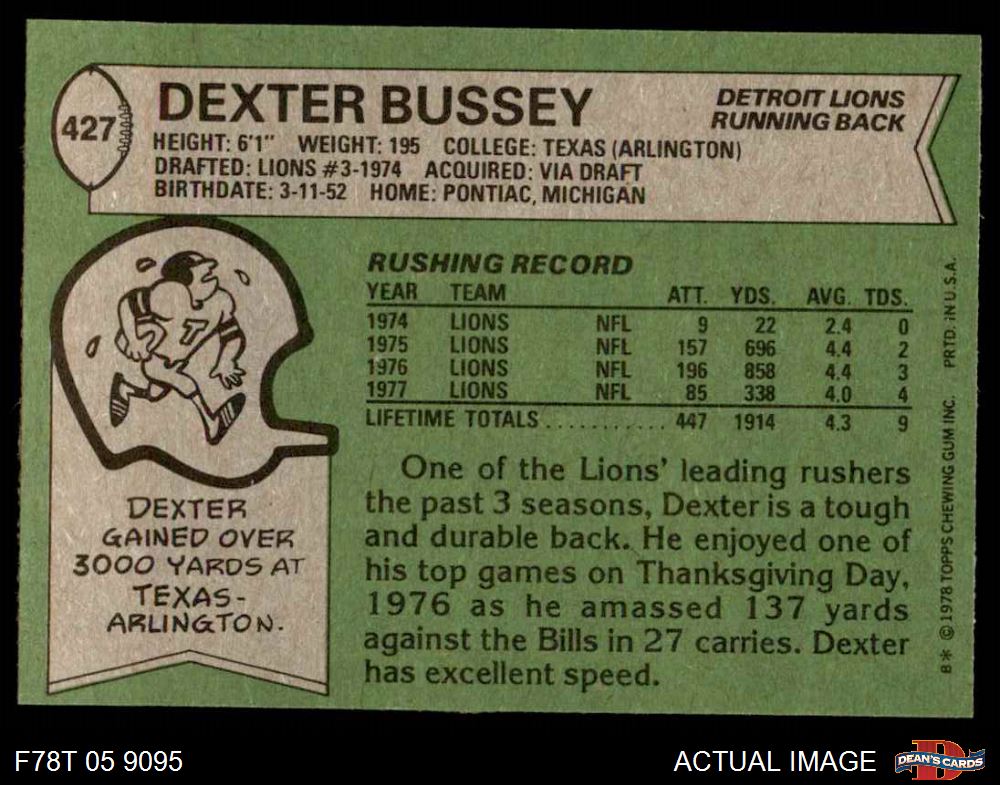 427
DEXTER BUSSEY
DETROIT LIONS
RUNNING BACK
HEIGHT: 6'1" WEIGHT: 195 COLLEGE: TEXAS (ARLINGTON)
DRAFTED: LIONS #3-1974 ACQUIRED: VIA DRAFT
BIRTHDATE: 3-11-52 HOME: PONTIAC, MICHIGAN
T
DEXTER
GAINED OVER
3000 YARDS AT
TEXAS-
ARLINGTON.
RUSHING RECORD
YEAR TEAM ATT. YDS. AVG. TDS.
1974 LIONS NFL 9 22 2.4 0
1975 LIONS NFL 157 696 4.4 2
1976 LIONS NFL 196 858 4.4 3
1977 LIONS NFL 85 338 4.0 4
LIFETIME TOTALS........... 447 1914 4.3 9
One of the Lions' leading rushers
the past 3 seasons, Dexter is a tough
and durable back. He enjoyed one of
his top games on Thanksgiving Day,
1976 as he amassed 137 yards
against the Bills in 27 carries. Dexter
has excellent speed.
B* © 1978 TOPPS CHEWING GUM INC. PRTD. IN U.S.A.
F78T 05 9095
ACTUAL IMAGE
D
DEAN'S CARDS